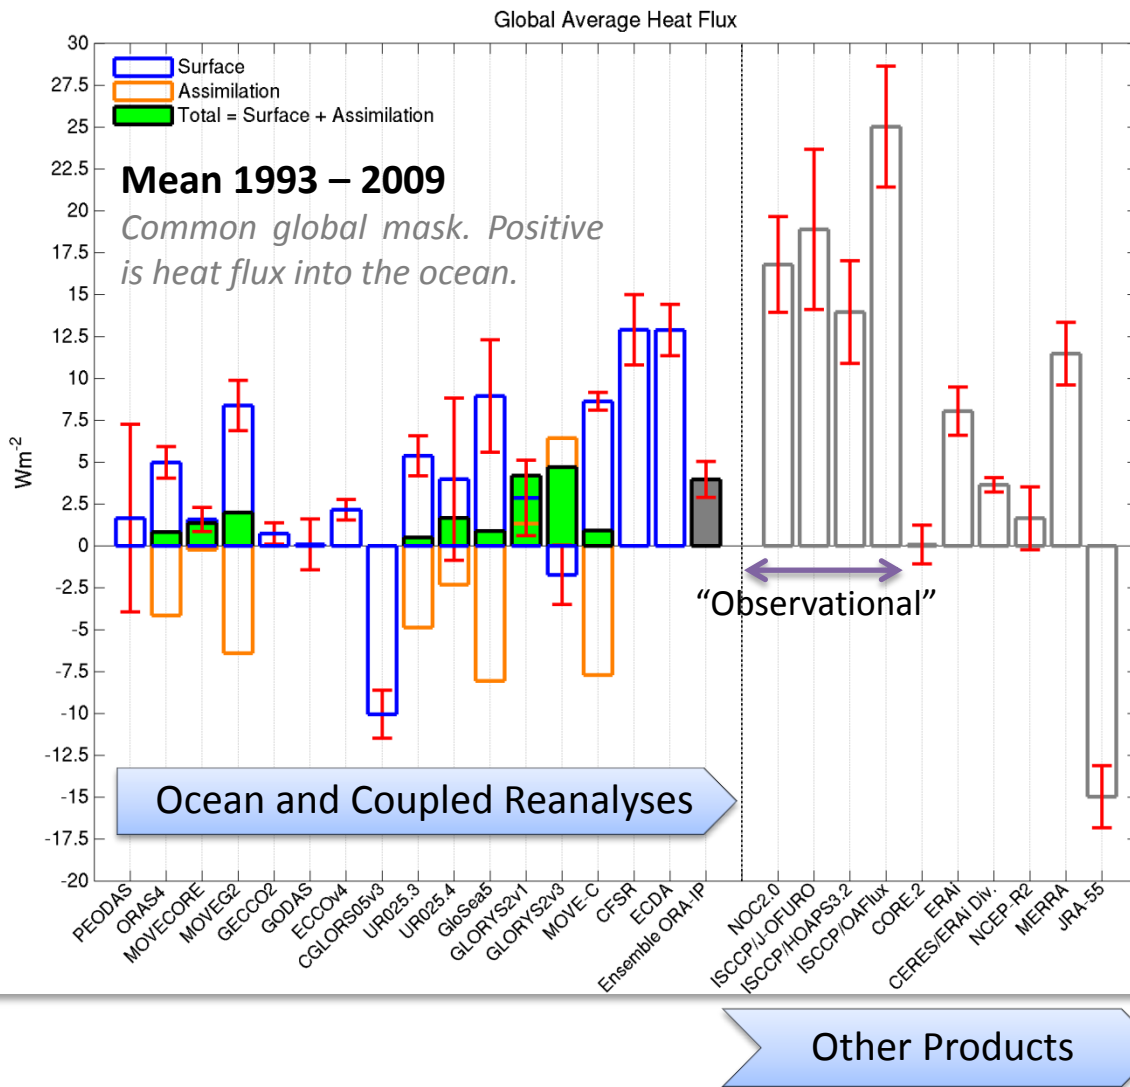 Global Average Heat Flux
30
27.5
25
22.5
20
17.5
15
12.5
10
7.5
5
2.5
0
-2.5
-5
-7.5
-10
-12.5
-15
-17.5
-20
Wm-2
Surface
Assimilation
Total = Surface + Assimilation
Mean 1993 – 2009
Common global mask. Positive
is heat flux into the ocean.
“Observational”
Ocean and Coupled Reanalyses
PEODAS
ORAS4
MOVECORE
MOVEG2
GECCO2
GODAS
ECCOv4
CGLORS05v3
UR025.3
UR025.4
GloSea5
GLORYS2v1
GLORYS2v3
MOVE-C
CFSR
ECDA
Ensemble ORA-IP
NOC2.0
ISCCP/J-OFURO
ISCCP/HOAPS3.2
ISCCP/OAFlux
CORE.2
ERAi
CERES/ERAi Div.
NCEP-R2
MERRA
JRA-55
Other Products